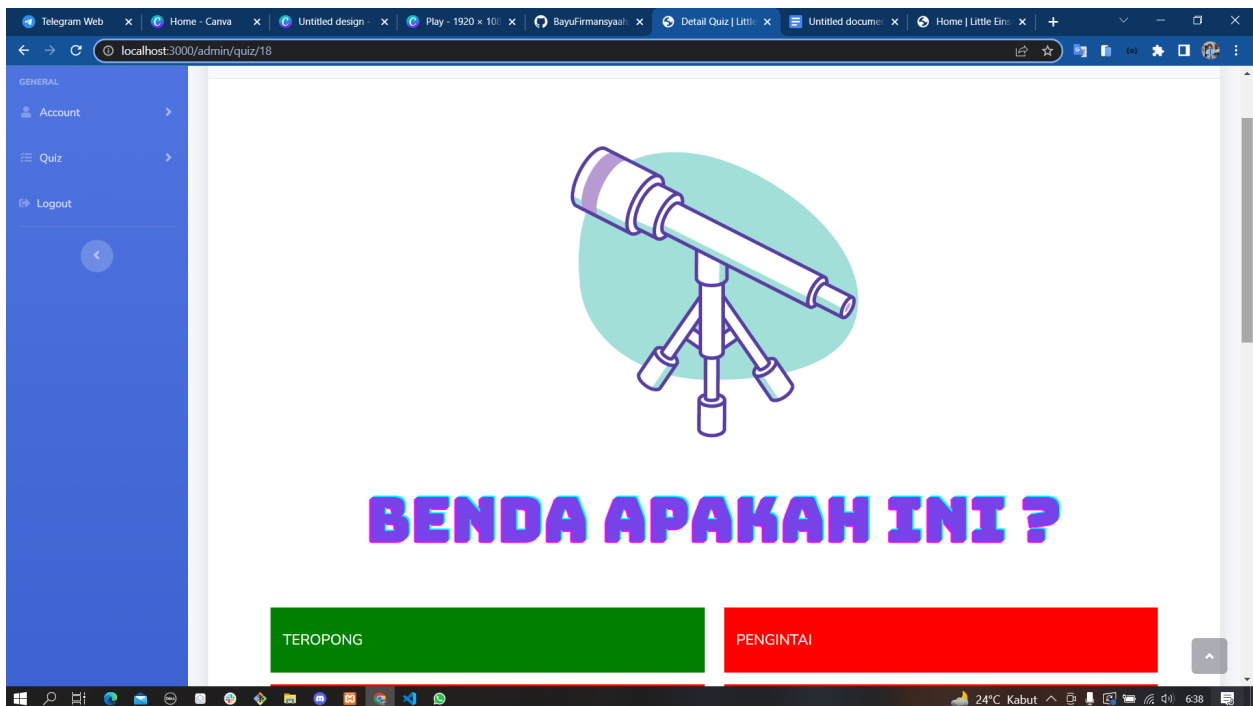 Telegram Web
Home - Canva
Untitled design -
Play - 1920 × 108
BayuFirmansyaah
Detail Quiz | Little
Untitled documen
Home | Little Eins
localhost:3000/admin/quiz/18
GENERAL
Account
Quiz
Logout
BENDA APAKAH INI ?
TEROPONG
PENGINTAI
24°C Kabut
6:38